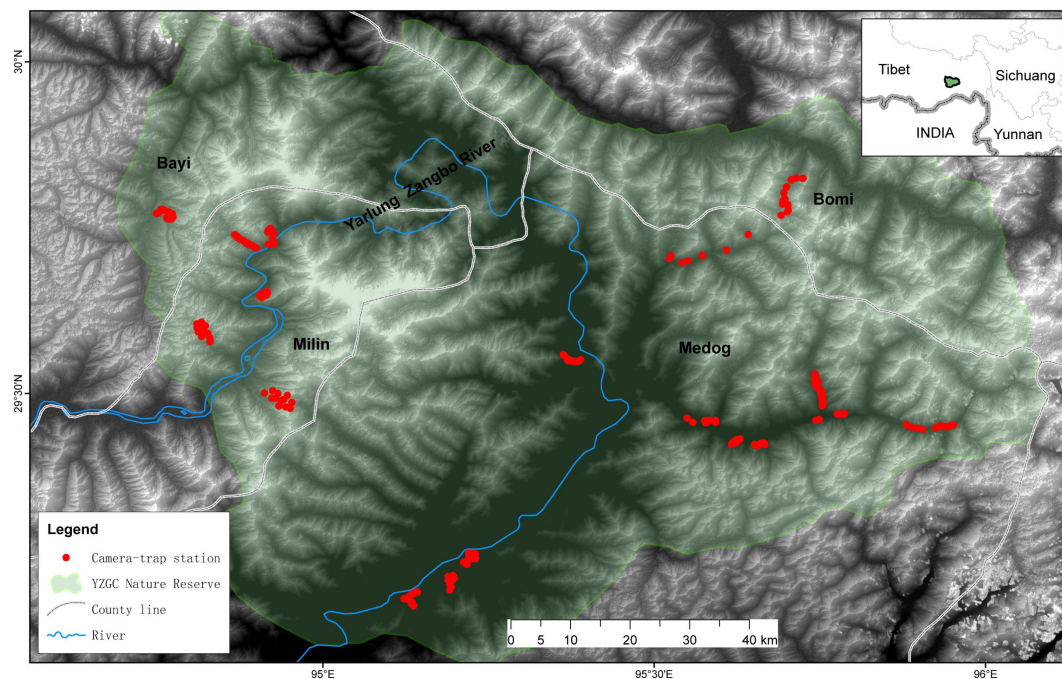 30°N
Tibet
Sichuang
INDIA
Yunnan
Bayi
Yarlung Zangbo River
Bomi
Milin
Medog
29°30'N
Legend
Camera-trap station
YZGC Nature Reserve
County line
River
0 5 10 20 30 40 km
95°E
95°30'E
96°E